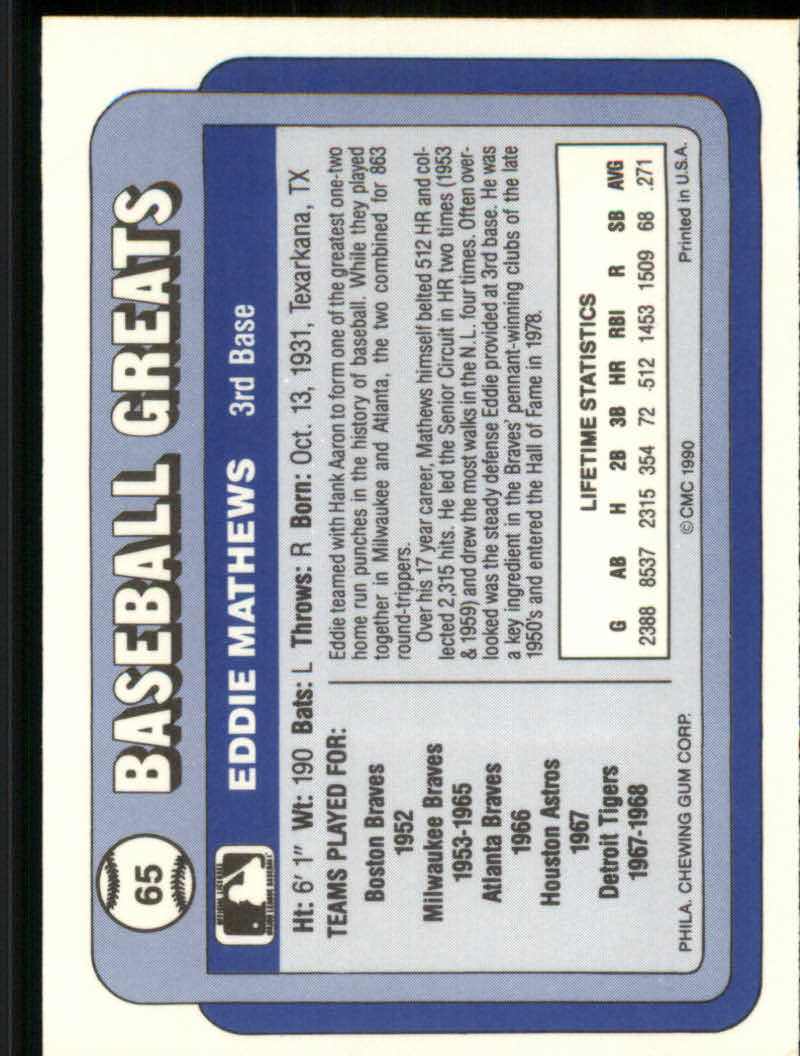 65
BASEBALL GREATS
EDDIE MATHEWS 3rd Base
Ht: 6' 1" Wt: 190 Bats: L Throws: R Born: Oct. 13, 1931, Texarkana, TX
TEAMS PLAYED FOR:
Boston Braves
1952
Milwaukee Braves
1953-1965
Atlanta Braves
1966
Houston Astros
1967
Detroit Tigers
1967-1968
Eddie teamed with Hank Aaron to form one of the greatest one-two
home run punches in the history of baseball. While they played
together in Milwaukee and Atlanta, the two combined for 863
round-trippers.
Over his 17 year career, Mathews himself belted 512 HR and col-
lected 2,315 hits. He led the Senior Circuit in HR two times (1953
& 1959) and drew the most walks in the N.L. four times. Often over-
looked was the steady defense Eddie provided at 3rd base. He was
a key ingredient in the Braves' pennant-winning clubs of the late
1950's and entered the Hall of Fame in 1978.
LIFETIME STATISTICS
G AB H 2B 3B HR RBI R SB AVG
2388 8537 2315 354 72 512 1453 1509 68 .271
PHILA. CHEWING GUM CORP. © CMC 1990 Printed in U.S.A.